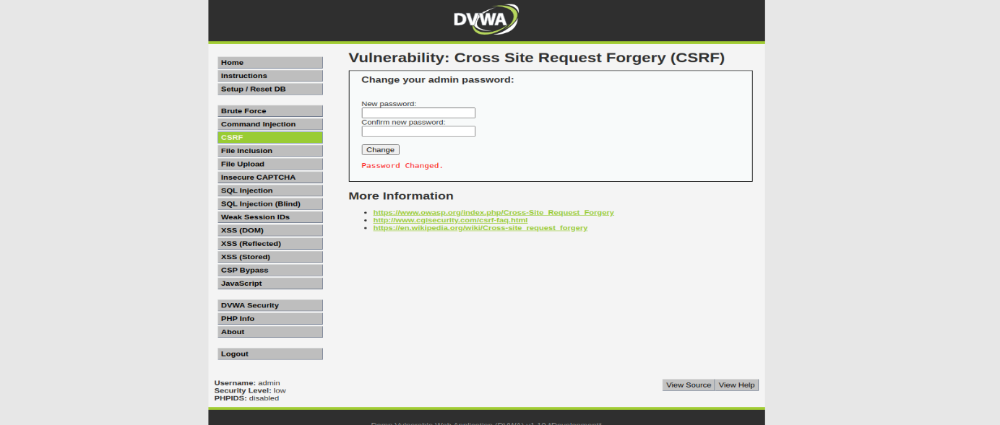 DVWA
Home
Instructions
Setup / Reset DB
Brute Force
Command Injection
CSRF
File Inclusion
File Upload
Insecure CAPTCHA
SQL Injection
SQL Injection (Blind)
Weak Session IDs
XSS (DOM)
XSS (Reflected)
XSS (Stored)
CSP Bypass
JavaScript
DVWA Security
PHP Info
About
Logout
Vulnerability: Cross Site Request Forgery (CSRF)
Change your admin password:
New password:
Confirm new password:
Change
Password Changed.
More Information
https://www.owasp.org/index.php/Cross-Site_Request_Forgery
http://www.cgisecurity.com/csrf-faq.html
https://en.wikipedia.org/wiki/Cross-site_request_forgery
Username: admin
Security Level: low
PHPIDS: disabled
View Source View Help
Damn Vulnerable Web Application (DVWA) v1.10 *Development*